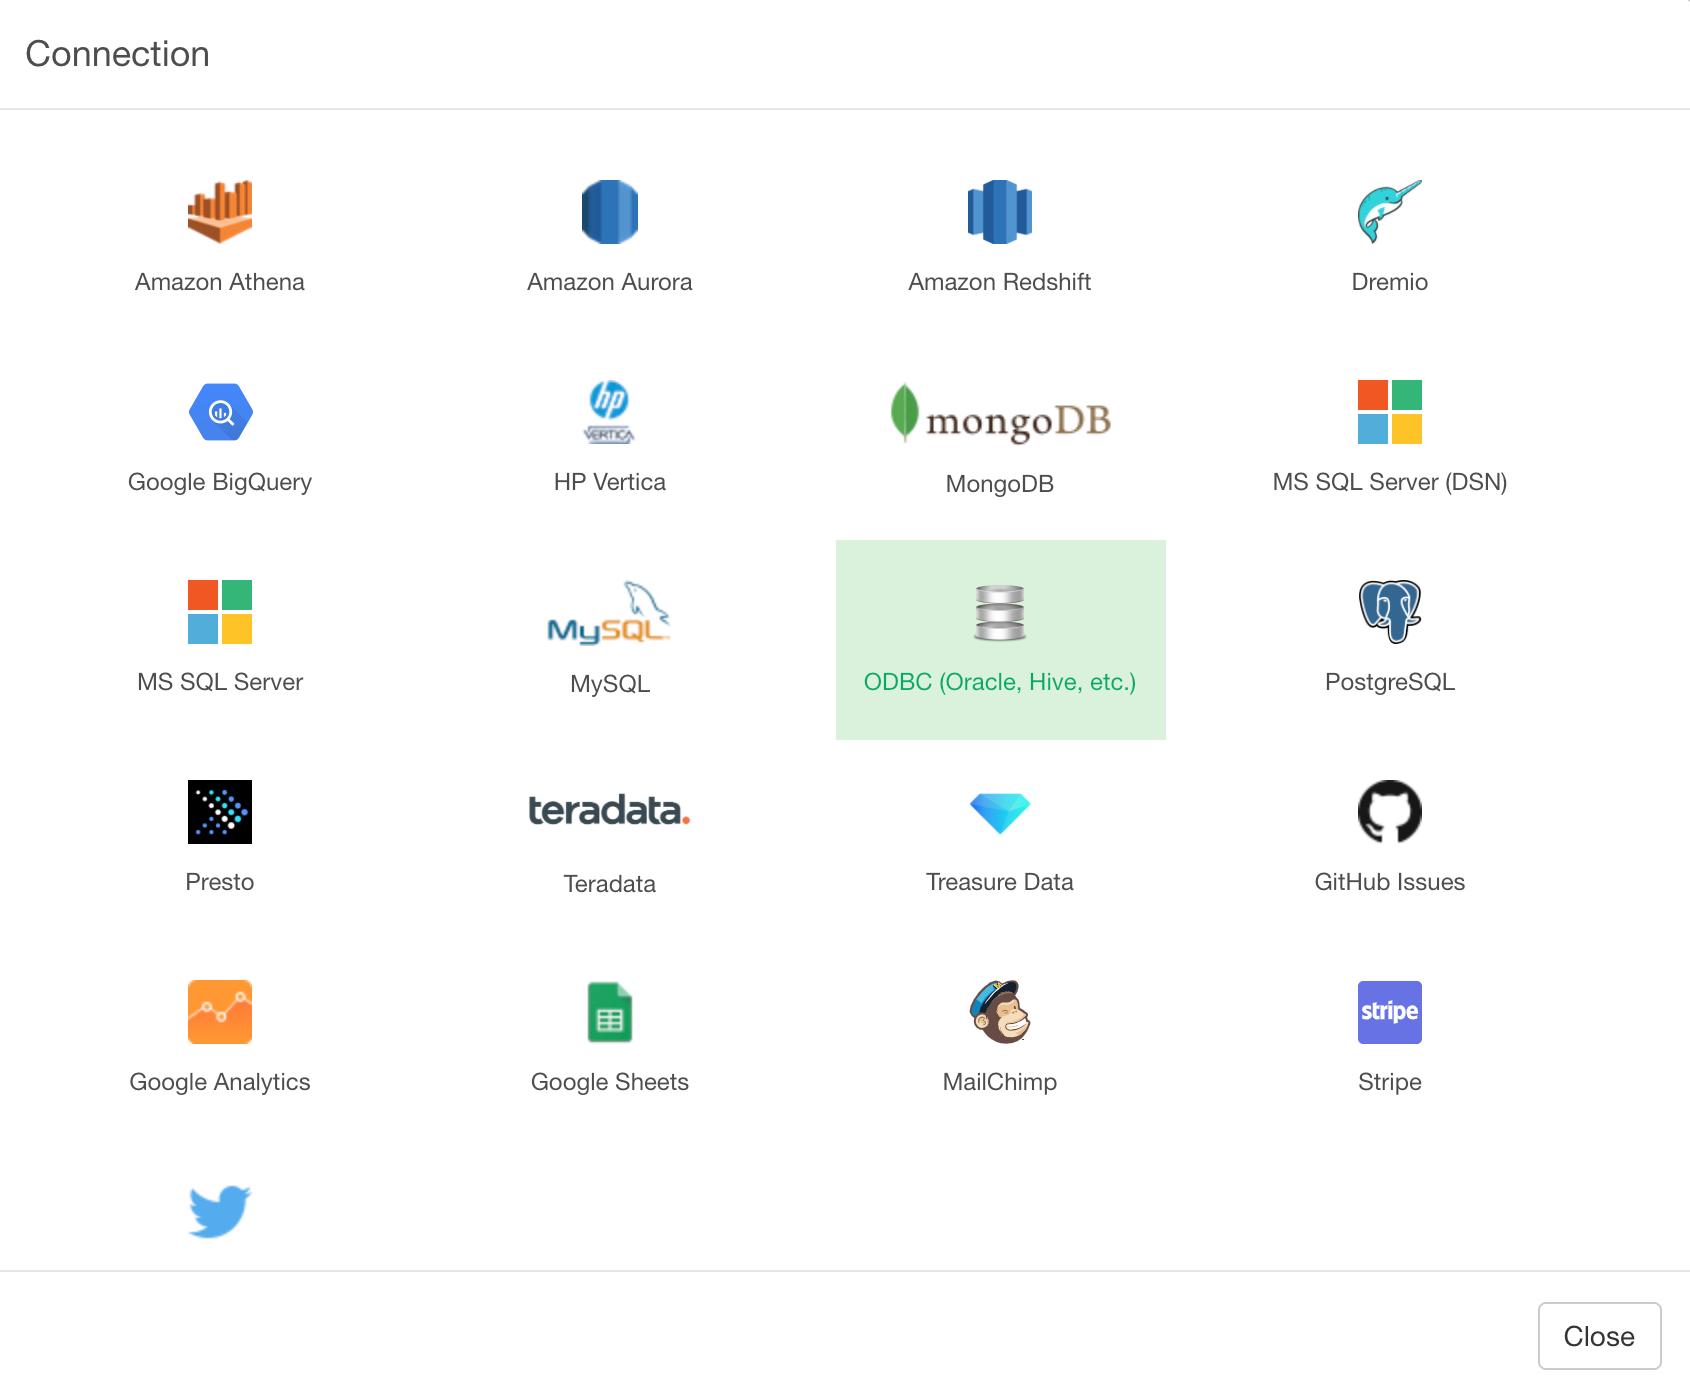 Connection
Amazon Athena
Amazon Aurora
Amazon Redshift
Dremio
hp
VERTICA
mongoDB
Google BigQuery
HP Vertica
MongoDB
MS SQL Server (DSN)
MySQL
MS SQL Server
MySQL
ODBC (Oracle, Hive, etc.)
PostgreSQL
teradata.
Presto
Teradata
Treasure Data
GitHub Issues
stripe
Google Analytics
Google Sheets
MailChimp
Stripe
Close